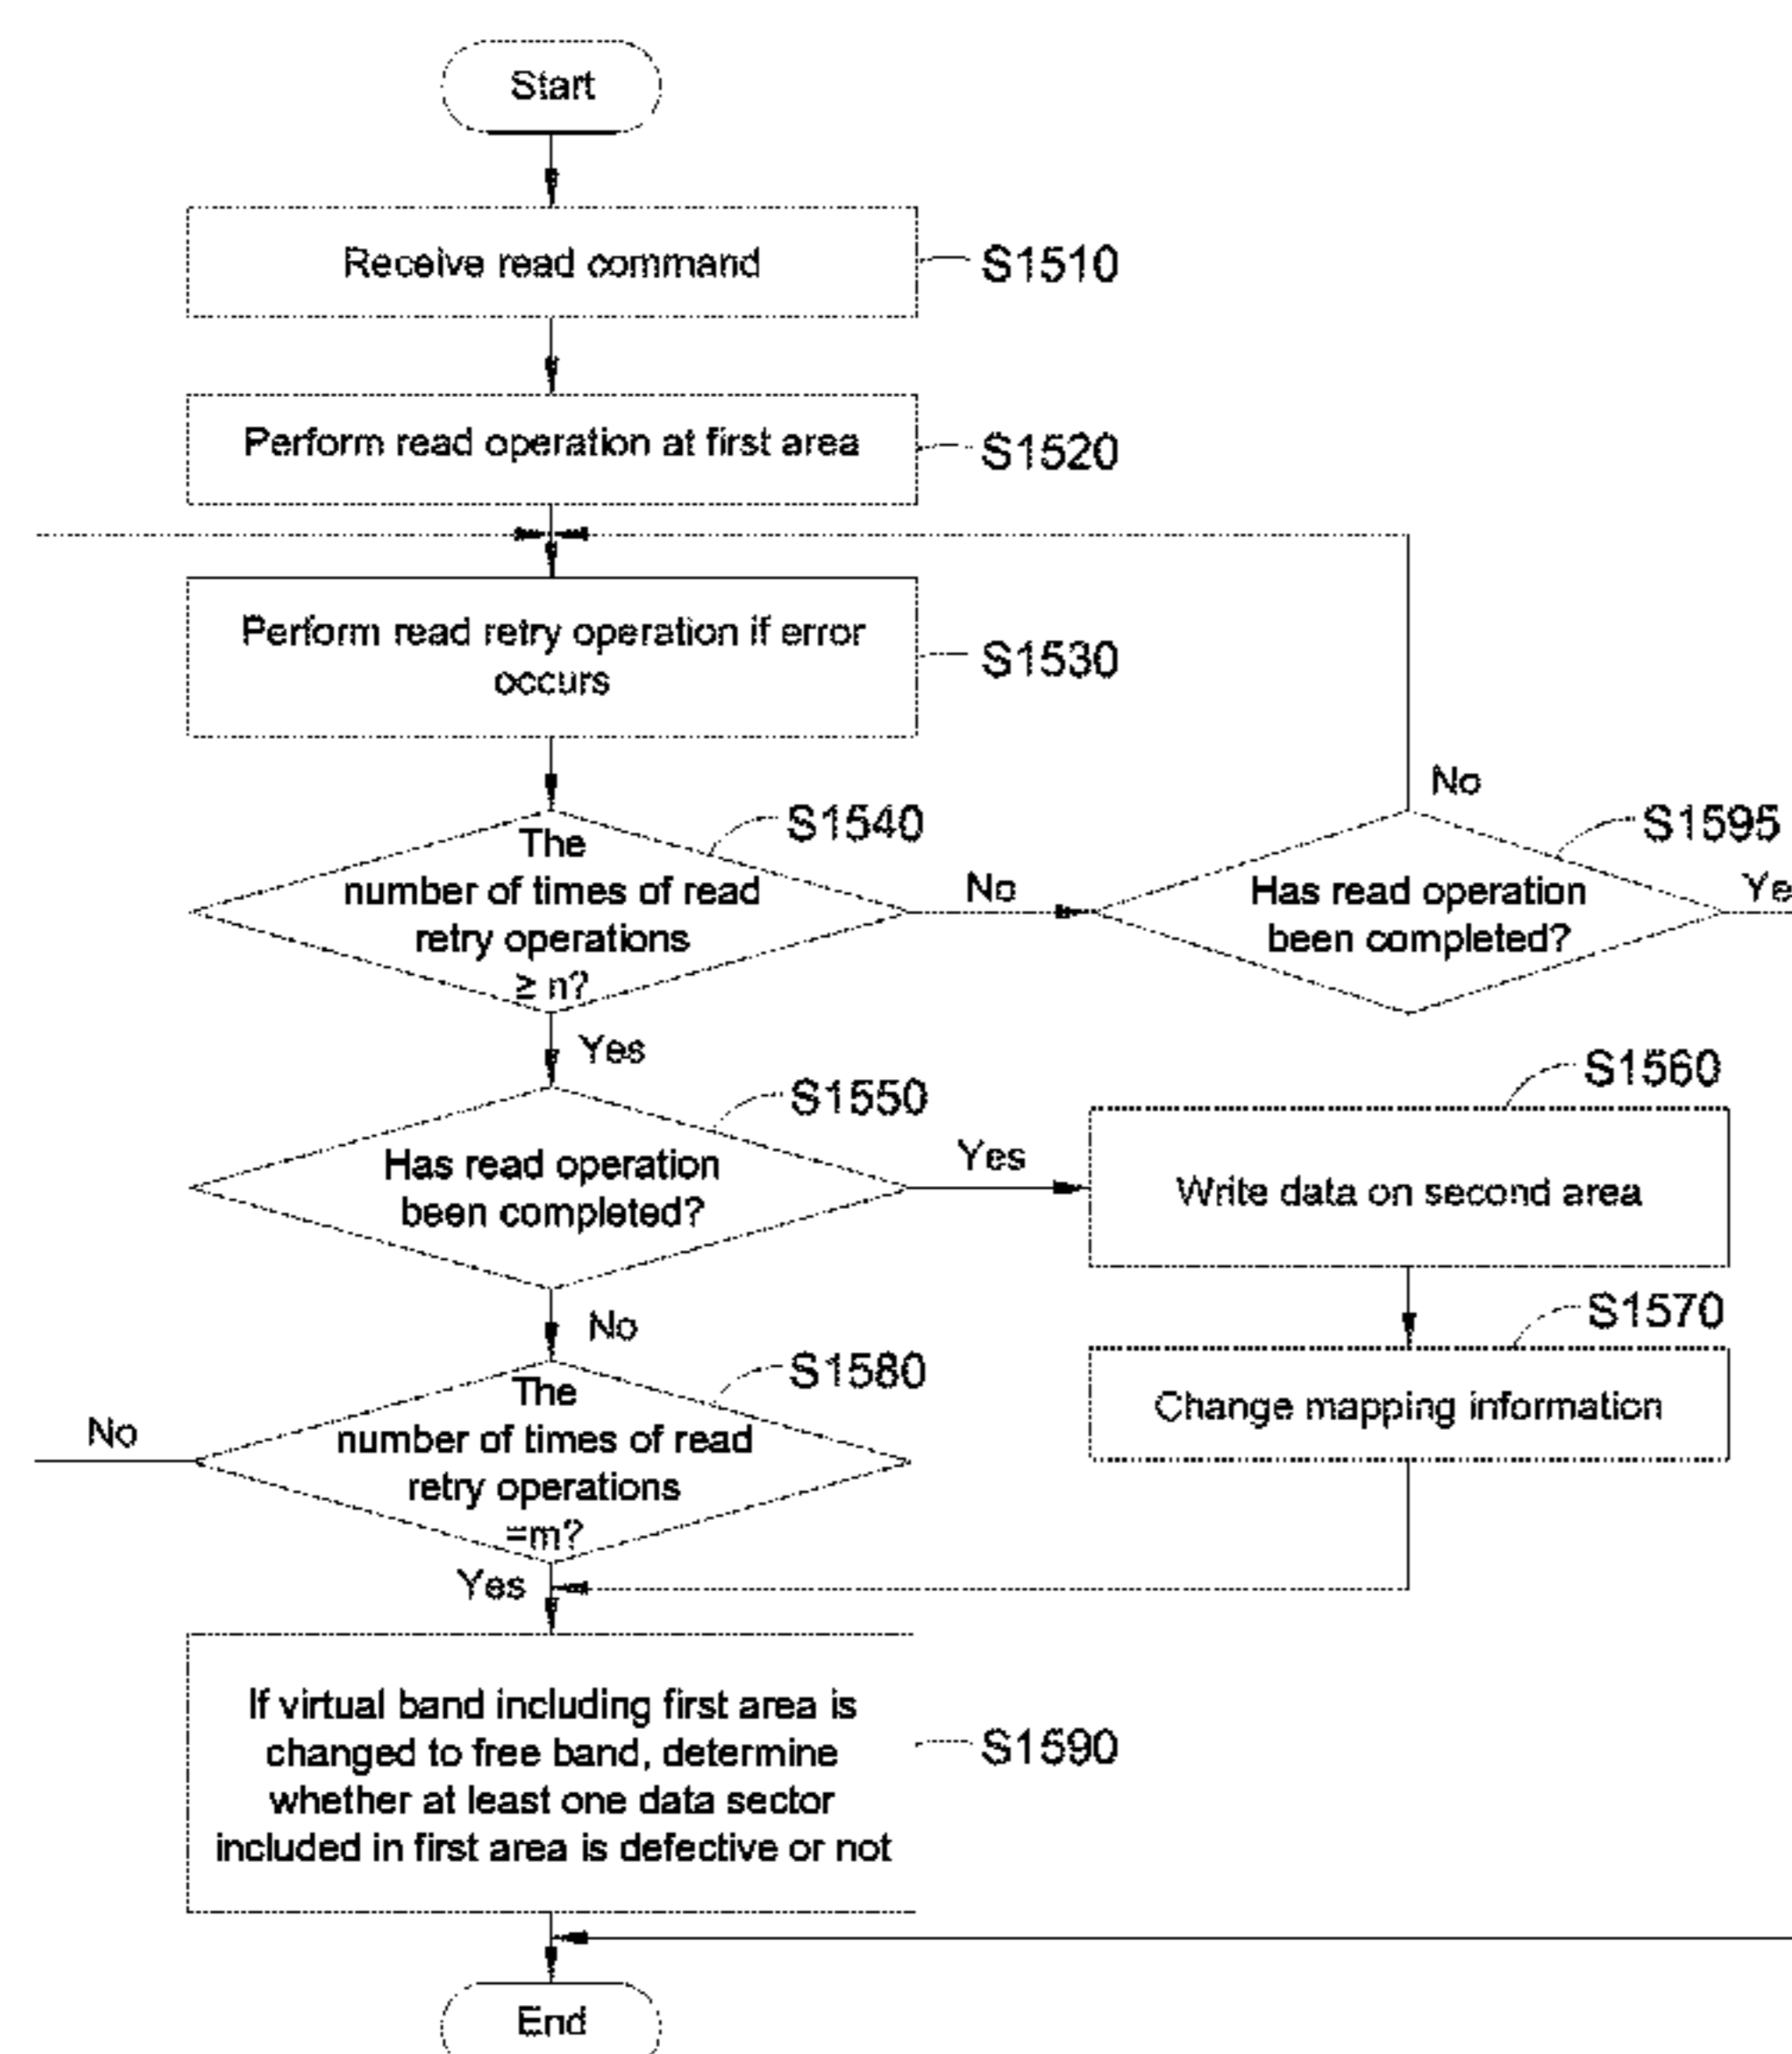 Start
Receive read command
S1510
Perform read operation at first area
S1520
Perform read retry operation if error
occurs
S1530
The
number of times of read
retry operations
≥ n?
S1540
No
Has read operation
been completed?
S1595
No
Ye
Yes
Has read operation
been completed?
S1550
Yes
Write data on second area
S1560
Change mapping information
S1570
No
The
number of times of read
retry operations
=m?
S1580
No
Yes
If virtual band including first area is
changed to free band, determine
whether at least one data sector
included in first area is defective or not
S1590
End